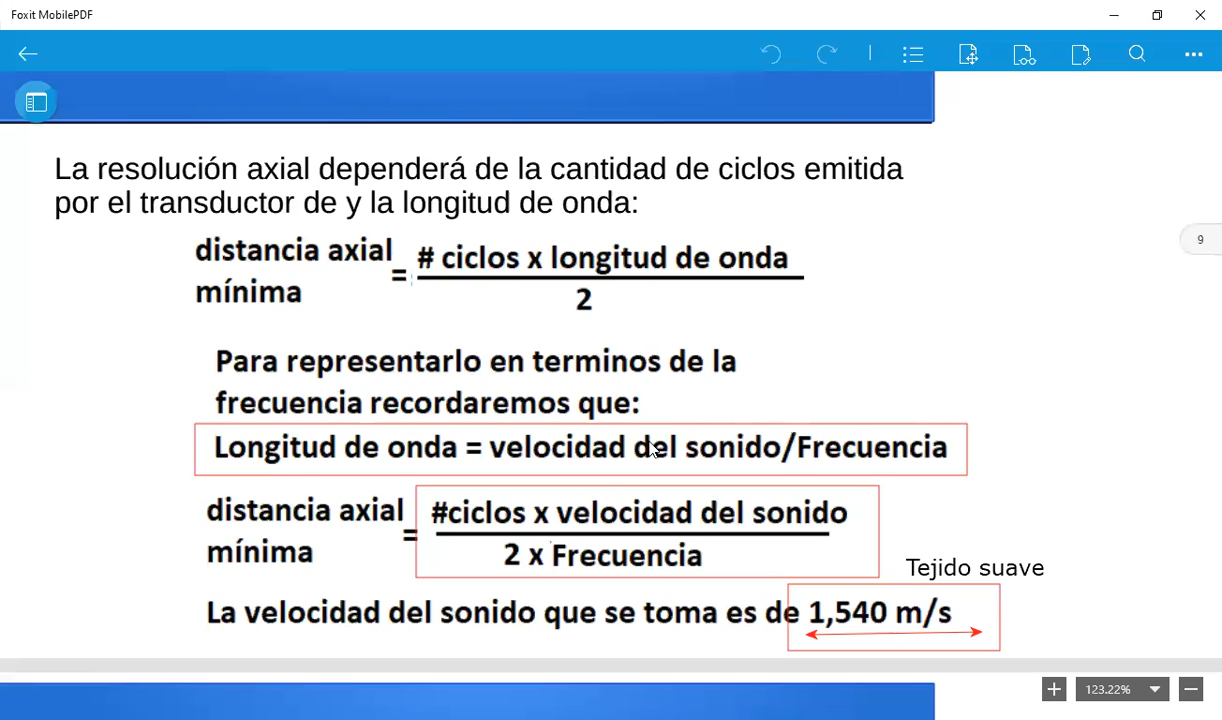 Foxit MobilePDF
La resolución axial dependerá de la cantidad de ciclos emitida
por el transductor de y la longitud de onda:
distancia axial
mínima
= # ciclos x longitud de onda
2
9
Para representarlo en terminos de la
frecuencia recordaremos que:
Longitud de onda = velocidad del sonido/Frecuencia
distancia axial
mínima
= #ciclos x velocidad del sonido
2 x Frecuencia
Tejido suave
La velocidad del sonido que se toma es de 1,540 m/s
123.22%